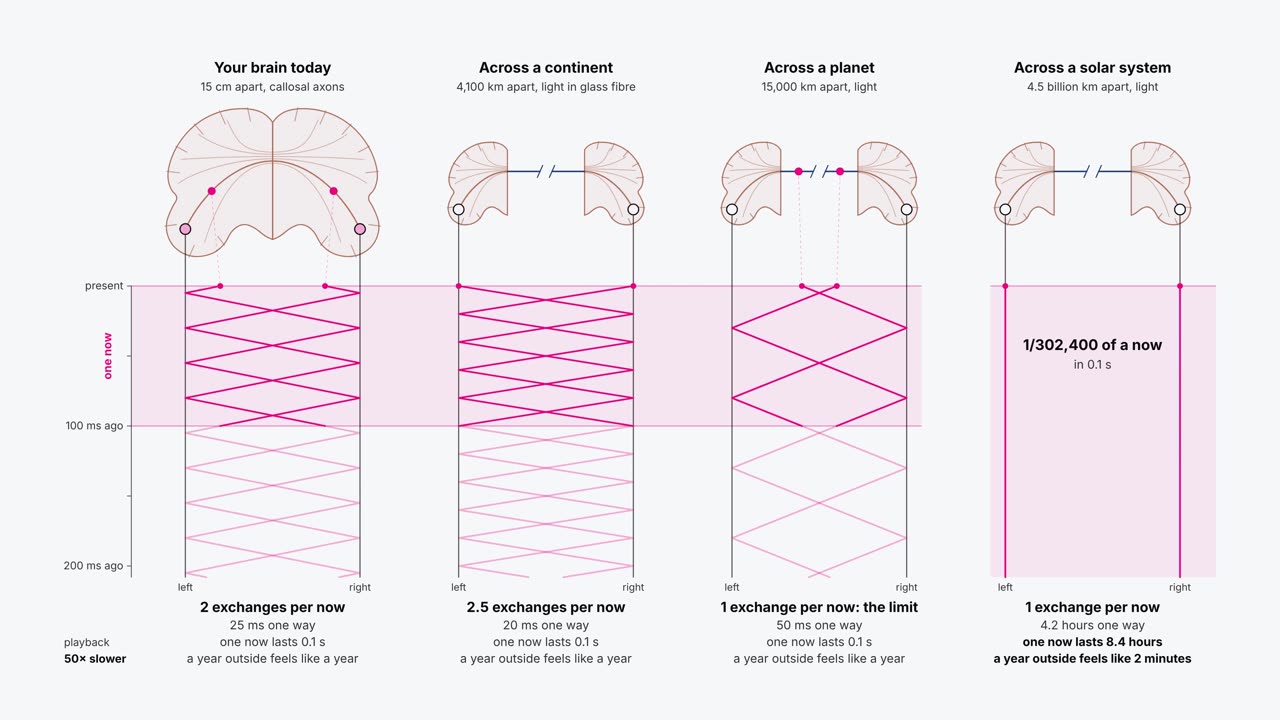 Your brain today
15 cm apart, callosal axons
Across a continent
4,100 km apart, light in glass fibre
Across a planet
15,000 km apart, light
Across a solar system
4.5 billion km apart, light
present
one now
100 ms ago
200 ms ago
1/302,400 of a now
in 0.1 s
left
right
left
right
left
right
left
right
2 exchanges per now
25 ms one way
one now lasts 0.1 s
a year outside feels like a year
2.5 exchanges per now
20 ms one way
one now lasts 0.1 s
a year outside feels like a year
1 exchange per now: the limit
50 ms one way
one now lasts 0.1 s
a year outside feels like a year
1 exchange per now
4.2 hours one way
one now lasts 8.4 hours
a year outside feels like 2 minutes
playback
50× slower